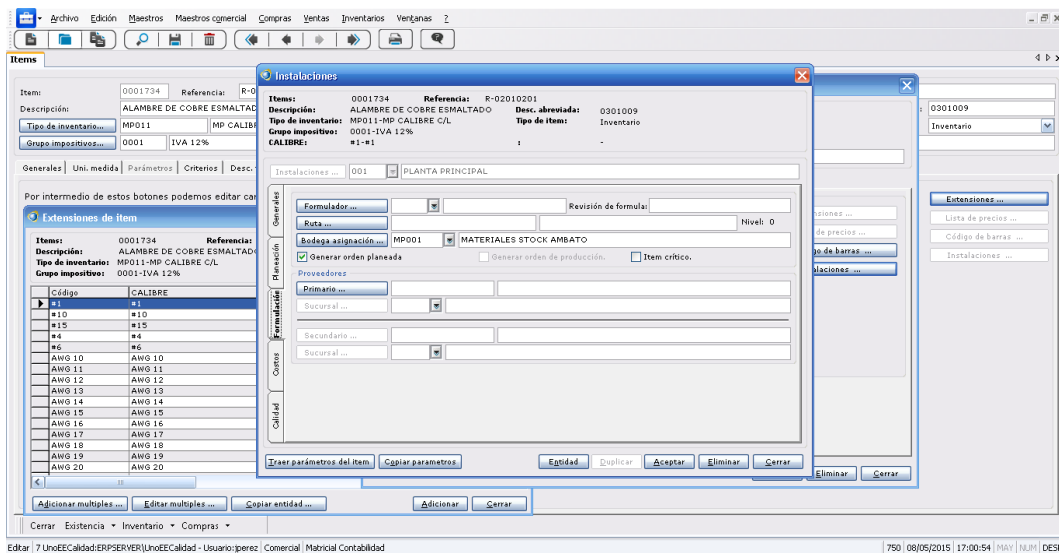 Archivo Edición Maestros Maestros comercial Compras Ventas Inventarios Ventanas ?
Items
Item: 0001734 Referencia: R-0
Descripción: ALAMBRE DE COBRE ESMALTAD
Tipo de inventario... MP011 MP CALIBR
Grupo impositivos... 0001 IVA 12%
: 0301009
Inventario
Generales Uni. medida Parámetros Criterios Desc.
Por intermedio de estos botones podemos editar car
Extensiones ...
Lista de precios ...
Código de barras ...
Instalaciones ...
nsiones ...
de precios ...
go de barras ...
alaciones ...
Eliminar Cerrar
Extensiones de item
Items: 0001734 Referencia:
Descripción: ALAMBRE DE COBRE ESMALTADO
Tipo de inventario: MP011-MP CALIBRE C/L
Grupo impositivo: 0001-IVA 12%
Código CALIBRE
#1 #1
#10 #10
#15 #15
#4 #4
#6 #6
AWG 10 AWG 10
AWG 11 AWG 11
AWG 12 AWG 12
AWG 13 AWG 13
AWG 14 AWG 14
AWG 15 AWG 15
AWG 16 AWG 16
AWG 17 AWG 17
AWG 18 AWG 18
AWG 19 AWG 19
AWG 20 AWG 20
Adicionar multiples ... Editar multiples ... Copiar entidad ... Adicionar Cerrar
Instalaciones
Items: 0001734 Referencia: R-02010201
Descripción: ALAMBRE DE COBRE ESMALTADO Desc. abreviada: 0301009
Tipo de inventario: MP011-MP CALIBRE C/L Tipo de item: Inventario
Grupo impositivo: 0001-IVA 12%
CALIBRE: #1-#1 : -
Instalaciones ... 001 PLANTA PRINCIPAL
Generales
Planeación
Formulación
Costos
Calidad
Formulador ... Revisión de formula:
Ruta ... Nivel: 0
Bodega asignación ... MP001 MATERIALES STOCK AMBATO
Generar orden planeada Generar orden de producción. Item crítico.
Proveedores
Primario ...
Sucursal ...
Secundario ...
Sucursal ...
Traer parámetros del item Copiar parametros Entidad Duplicar Aceptar Eliminar Cerrar
Cerrar Existencia Inventario Compras
Editar 7 UnoEECalidad:ERPSERVER\UnoEECalidad - Usuario:jperez Comercial Matricial Contabilidad 750 08/05/2015 17:00:54 MAY NUM DESI